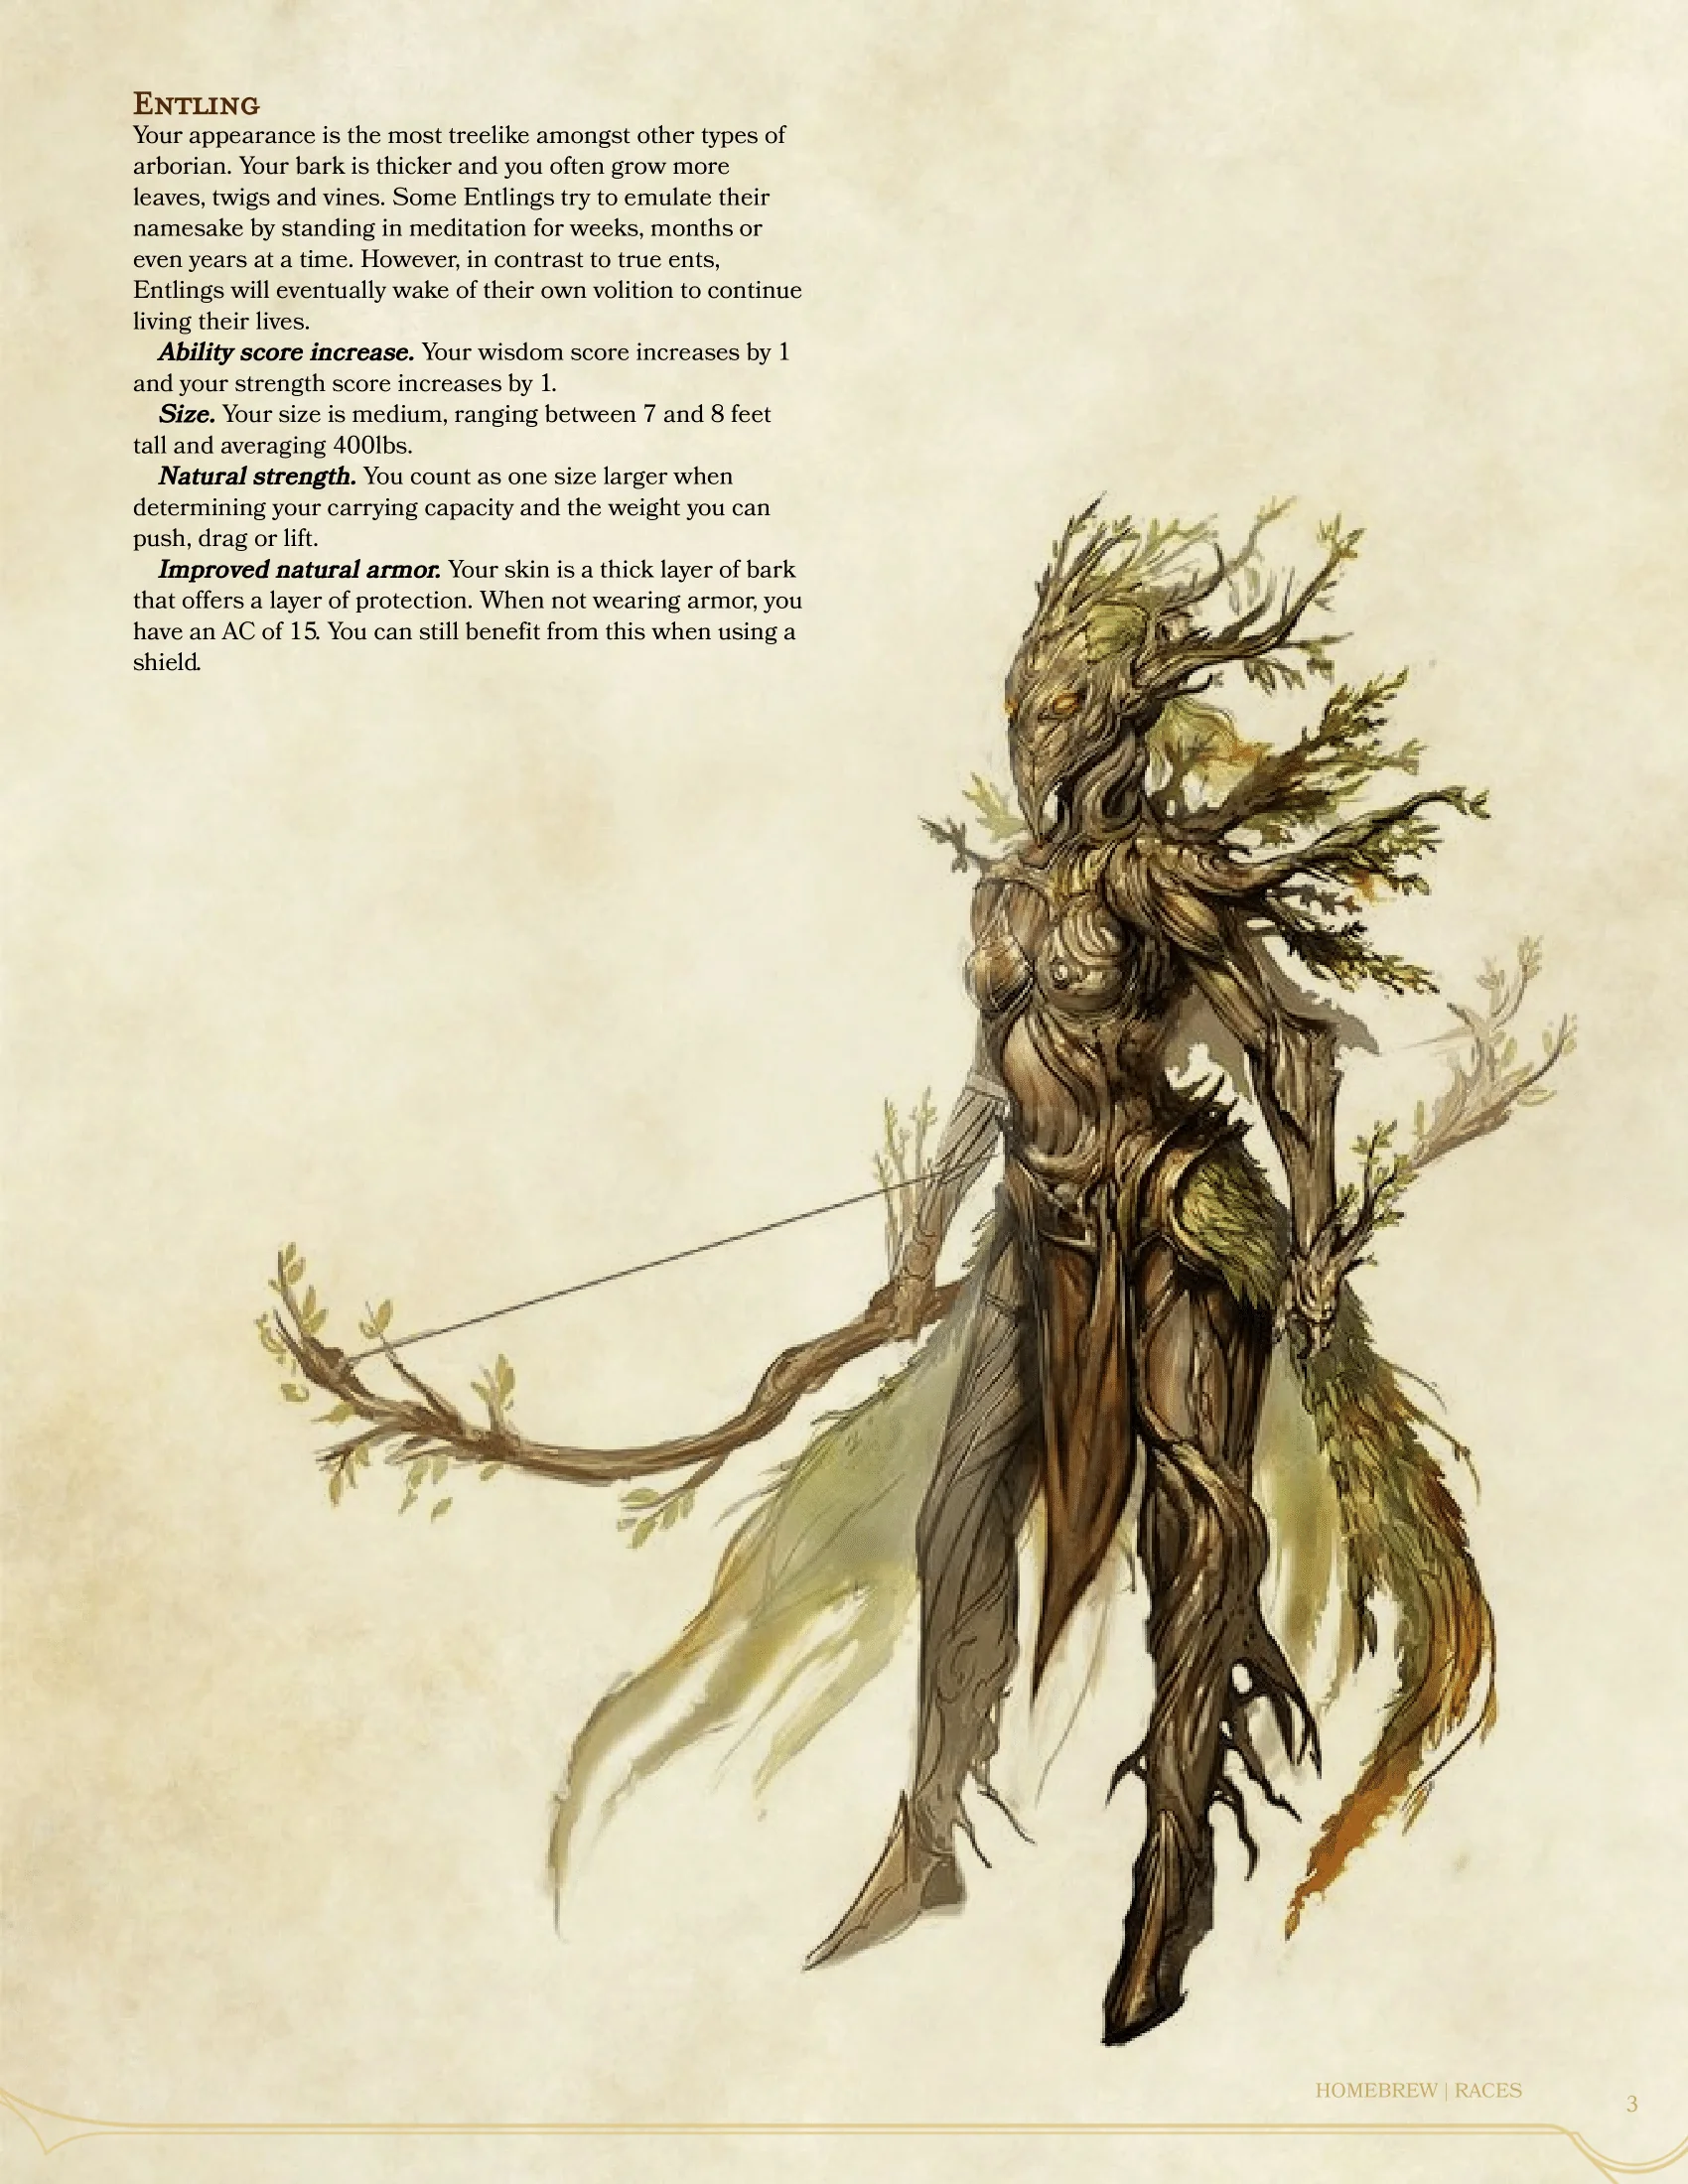 Entling
Your appearance is the most treelike amongst other types of
arborian. Your bark is thicker and you often grow more
leaves, twigs and vines. Some Entlings try to emulate their
namesake by standing in meditation for weeks, months or
even years at a time. However, in contrast to true ents,
Entlings will eventually wake of their own volition to continue
living their lives.
Ability score increase. Your wisdom score increases by 1
and your strength score increases by 1.
Size. Your size is medium, ranging between 7 and 8 feet
tall and averaging 400lbs.
Natural strength. You count as one size larger when
determining your carrying capacity and the weight you can
push, drag or lift.
Improved natural armor. Your skin is a thick layer of bark
that offers a layer of protection. When not wearing armor, you
have an AC of 15. You can still benefit from this when using a
shield.
HOMEBREW | RACES
3